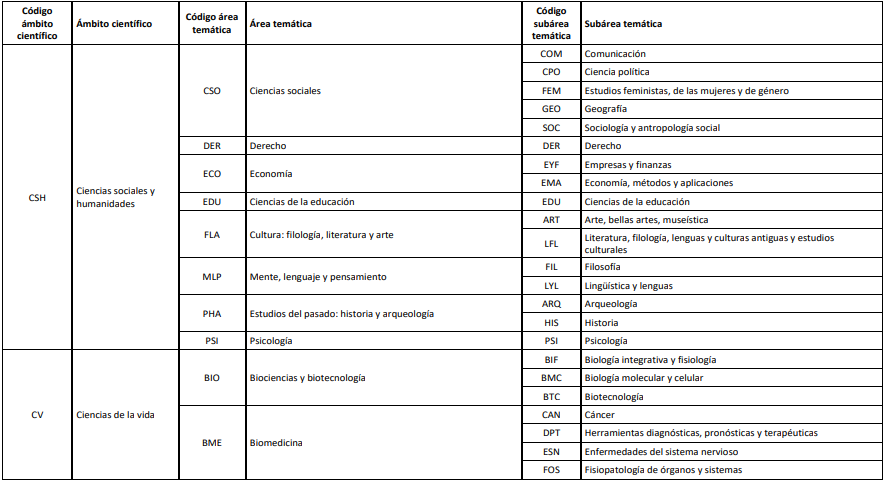 Código ámbito científico | Ámbito científico | Código área temática | Área temática | Código subárea temática | Subárea temática
CSH | Ciencias sociales y humanidades | CSO | Ciencias sociales | COM | Comunicación
CPO | Ciencia política
FEM | Estudios feministas, de las mujeres y de género
GEO | Geografía
SOC | Sociología y antropología social
DER | Derecho | DER | Derecho
ECO | Economía | EYF | Empresas y finanzas
EMA | Economía, métodos y aplicaciones
EDU | Ciencias de la educación | EDU | Ciencias de la educación
FLA | Cultura: filología, literatura y arte | ART | Arte, bellas artes, museística
LFL | Literatura, filología, lenguas y culturas antiguas y estudios culturales
MLP | Mente, lenguaje y pensamiento | FIL | Filosofía
LYL | Lingüística y lenguas
PHA | Estudios del pasado: historia y arqueología | ARQ | Arqueología
HIS | Historia
PSI | Psicología | PSI | Psicología
CV | Ciencias de la vida | BIO | Biociencias y biotecnología | BIF | Biología integrativa y fisiología
BMC | Biología molecular y celular
BTC | Biotecnología
BME | Biomedicina | CAN | Cáncer
DPT | Herramientas diagnósticas, pronósticas y terapéuticas
ESN | Enfermedades del sistema nervioso
FOS | Fisiopatología de órganos y sistemas